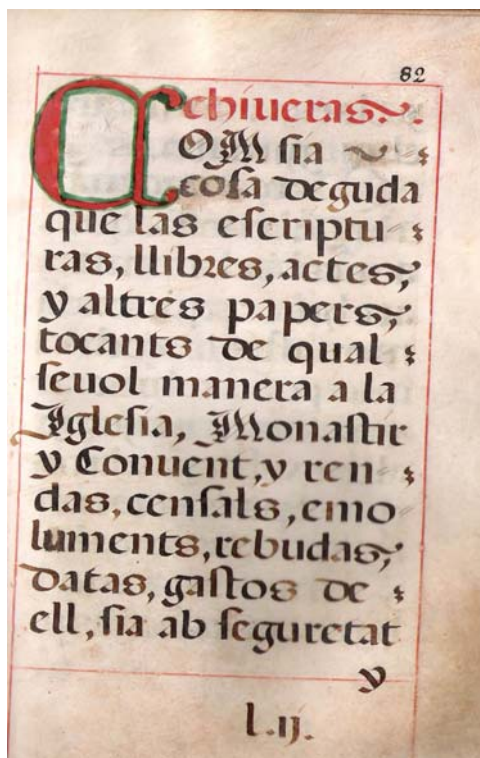 Archiueras.
OM sia
cosa deguda
que las eſcriptu
ras, llibres, actes,
y altres papers,
tocants de qual
ſeuol manera a la
Igleſia, Monaſtir
y Conuent, y ren
das, cenſals, emo
luments, rebudas,
datas, gaſtos de
ell, ſia ab ſeguretat
y
l.ij.
82